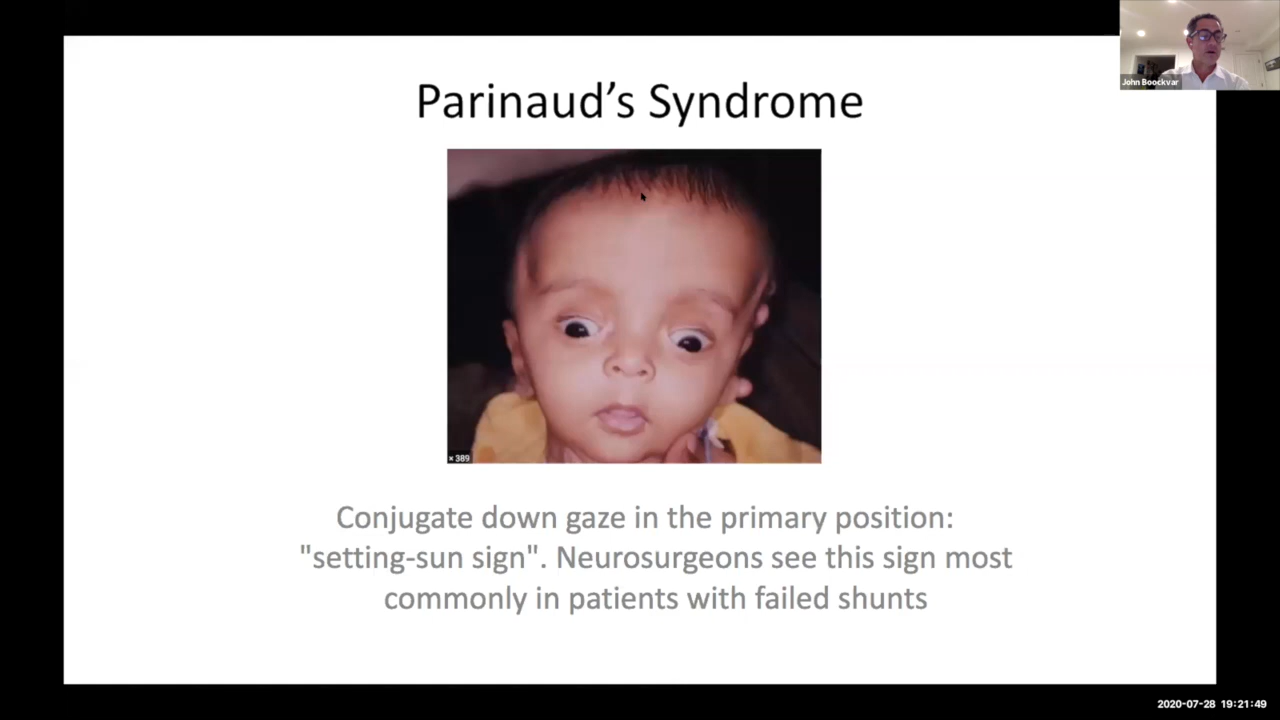 John Boockvar
Parinaud’s Syndrome
× 389
Conjugate down gaze in the primary position:
"setting-sun sign". Neurosurgeons see this sign most
commonly in patients with failed shunts
2020-07-28 19:21:49